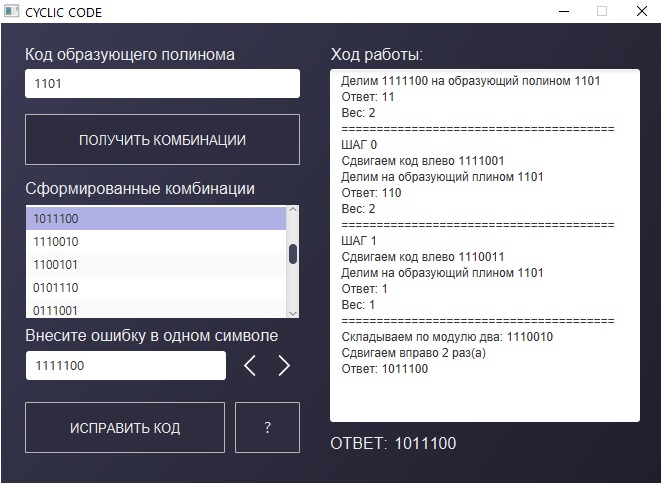 CYCLIC CODE
Код образующего полинома
1101
ПОЛУЧИТЬ КОМБИНАЦИИ
Сформированные комбинации
1011100
1110010
1100101
0101110
0111001
Внесите ошибку в одном символе
1111100
ИСПРАВИТЬ КОД
?
Ход работы:
Делим 1111100 на образующий полином 1101
Ответ: 11
Вес: 2
=======================================
ШАГ 0
Сдвигаем код влево 1111001
Делим на образующий плином 1101
Ответ: 110
Вес: 2
=======================================
ШАГ 1
Сдвигаем код влево 1110011
Делим на образующий плином 1101
Ответ: 1
Вес: 1
=======================================
Складываем по модулю два: 1110010
Сдвигаем вправо 2 раз(а)
Ответ: 1011100
ОТВЕТ: 1011100